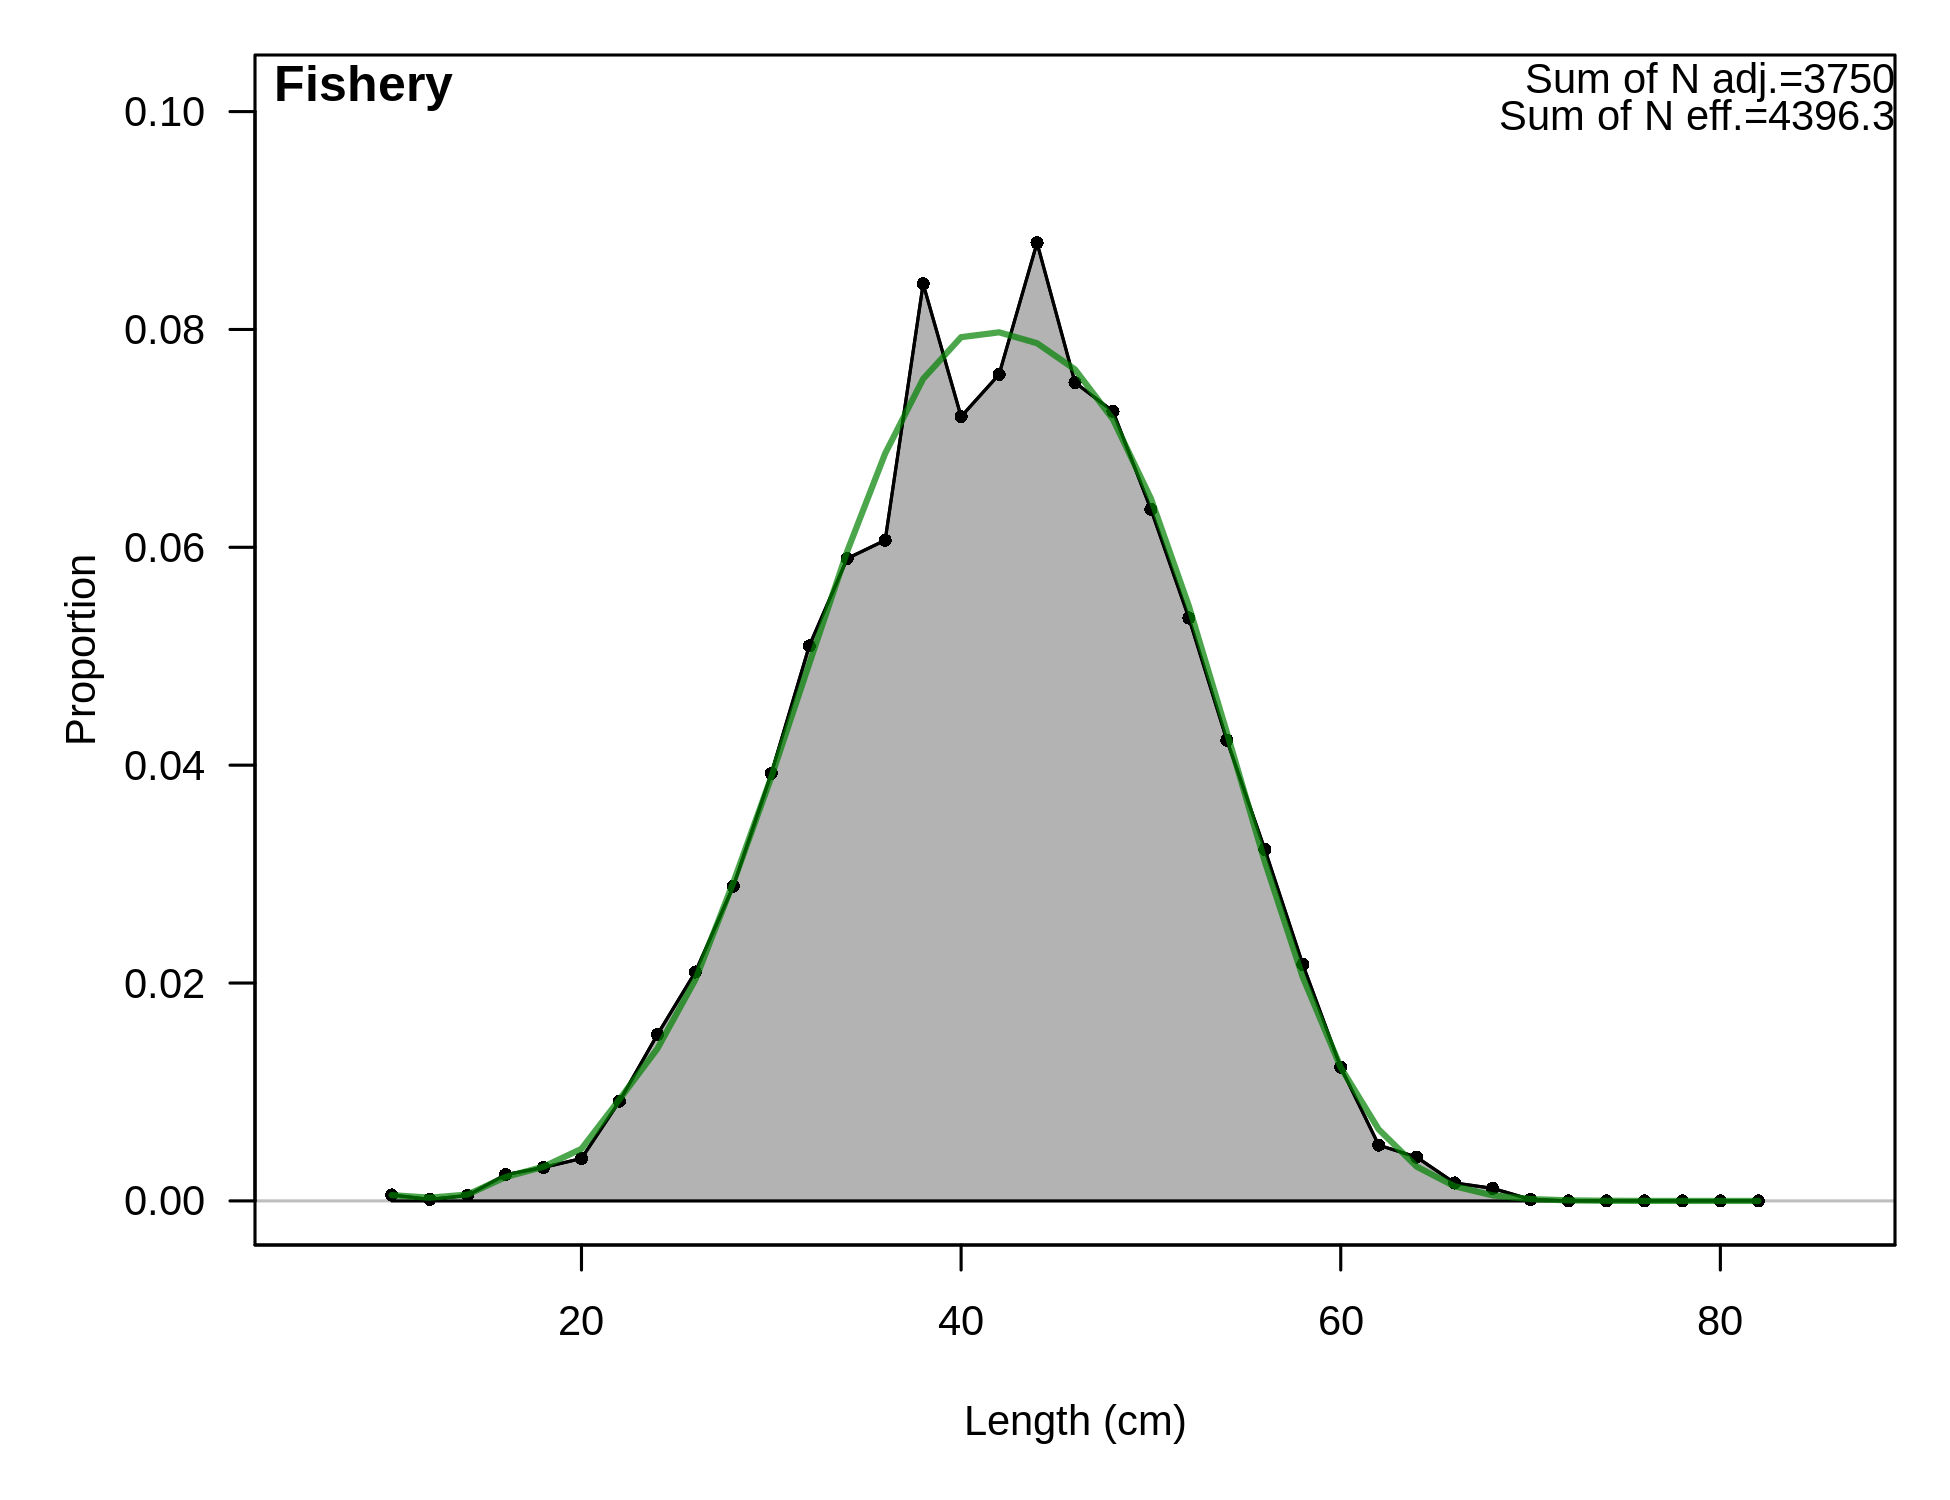 Fishery
Sum of N adj.=3750
Sum of N eff.=4396.3
0.10
0.08
0.06
0.04
0.02
0.00
Proportion
20 40 60 80
Length (cm)